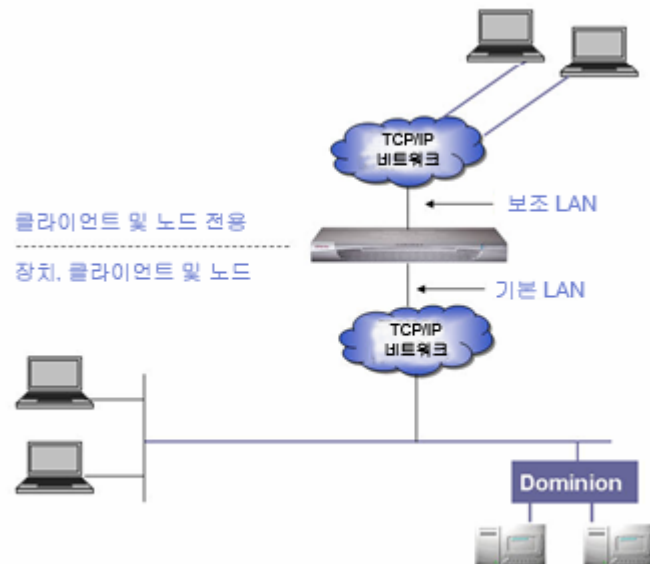 TCP/IP
비트워크
보조 LAN
클라이언트 및 노드 전용
장치, 클라이언트 및 노드
기본 LAN
TCP/IP
비트워크
Dominion